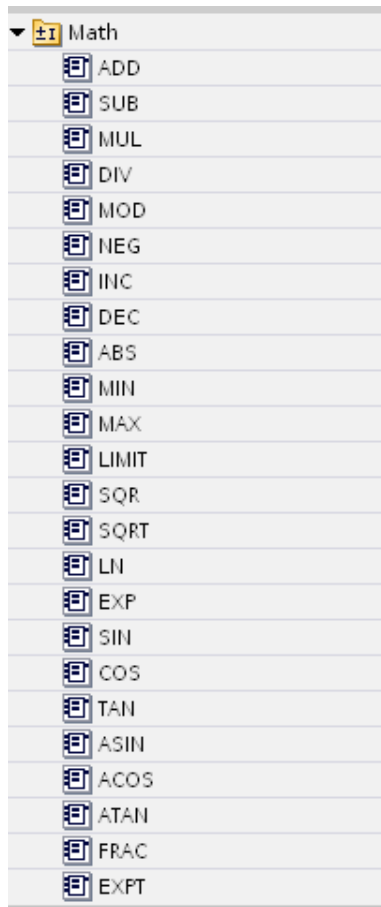 Math
ADD
SUB
MUL
DIV
MOD
NEG
INC
DEC
ABS
MIN
MAX
LIMIT
SQR
SQRT
LN
EXP
SIN
COS
TAN
ASIN
ACOS
ATAN
FRAC
EXPT